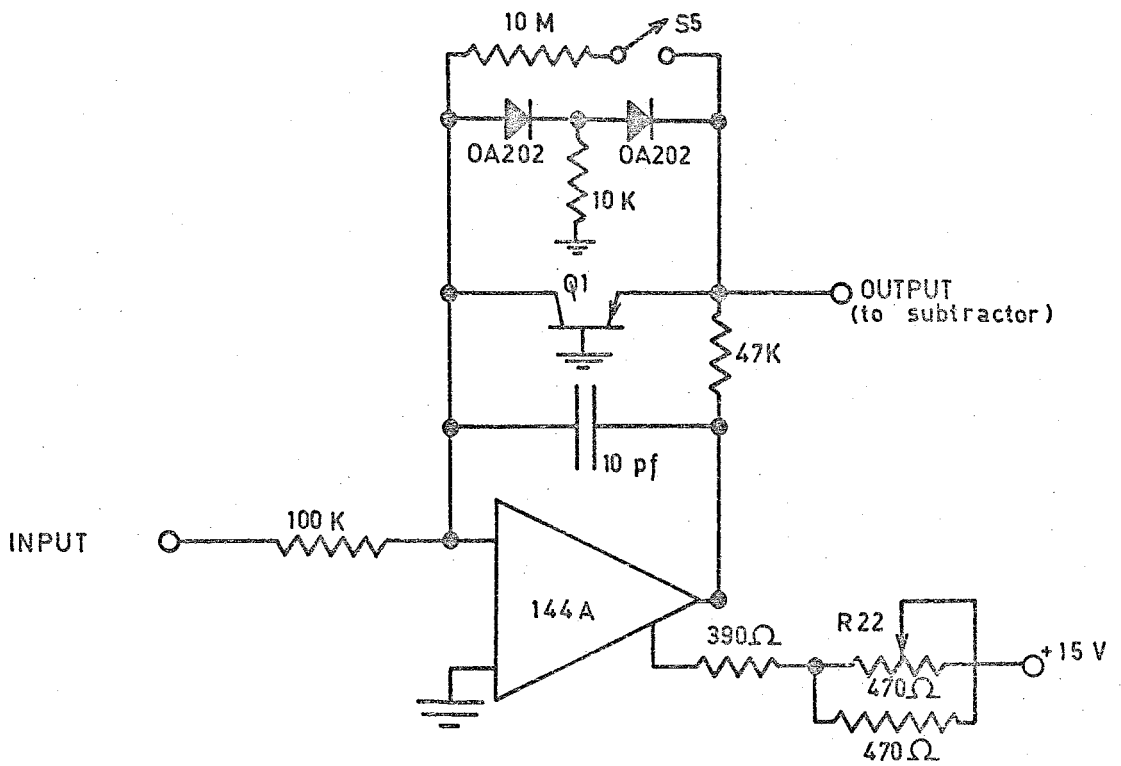 10 M
S5
OA202
OA202
10 K
Q1
OUTPUT
(to subtractor)
47K
10 pf
INPUT
100 K
144A
390Ω
R22
+15 V
470Ω
470Ω